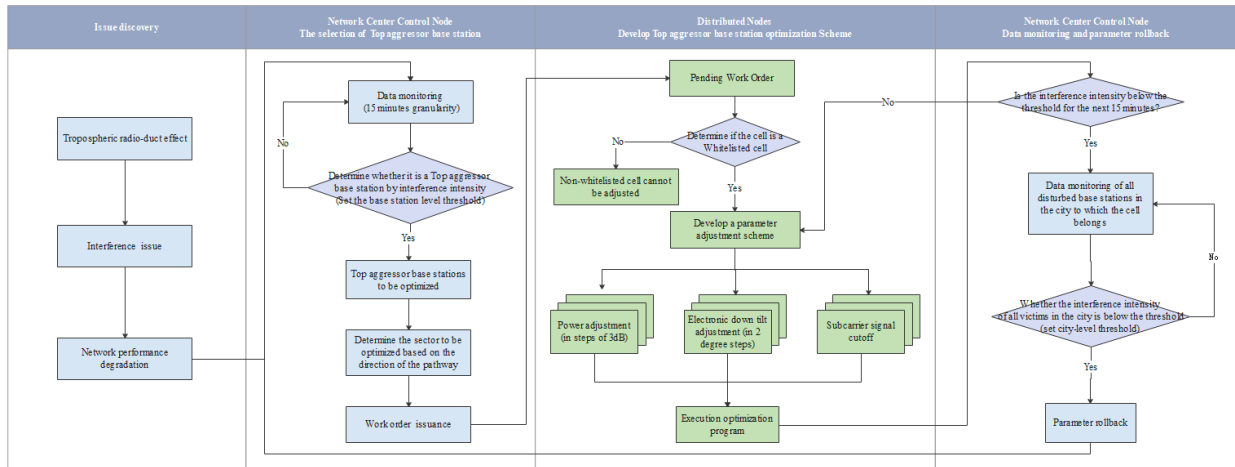 Issue discovery
Network Center Control Node
The selection of Top aggressor base station
Distributed Nodes
Develop Top aggressor base station optimization Scheme
Network Center Control Node
Data monitoring and parameter rollback
Tropospheric radio-duct effect
Interference issue
Network performance
degradation
Data monitoring
(15 minutes granularity)
No
Determine whether it is a Top aggressor
base station by interference intensity
(Set the base station level threshold)
Yes
Top aggressor base stations
to be optimized
Determine the sector to be
optimized based on the
direction of the pathway
Work order issuance
Pending Work Order
Determine if the cell is a
Whitelisted cell
No
Non-whitelisted cell cannot
be adjusted
Yes
Develop a parameter
adjustment scheme
Power adjustment
(in steps of 3dB)
Electronic down tilt
adjustment (in 2
degree steps)
Subcarrier signal
cutoff
Execution optimization
program
Is the interference intensity below the
threshold for the next 15 minutes?
No
Yes
Data monitoring of all
disturbed base stations in
the city to which the cell
belongs
No
Whether the interference intensity
of all victims in the city is below the threshold
(set city-level threshold)
Yes
Parameter rollback